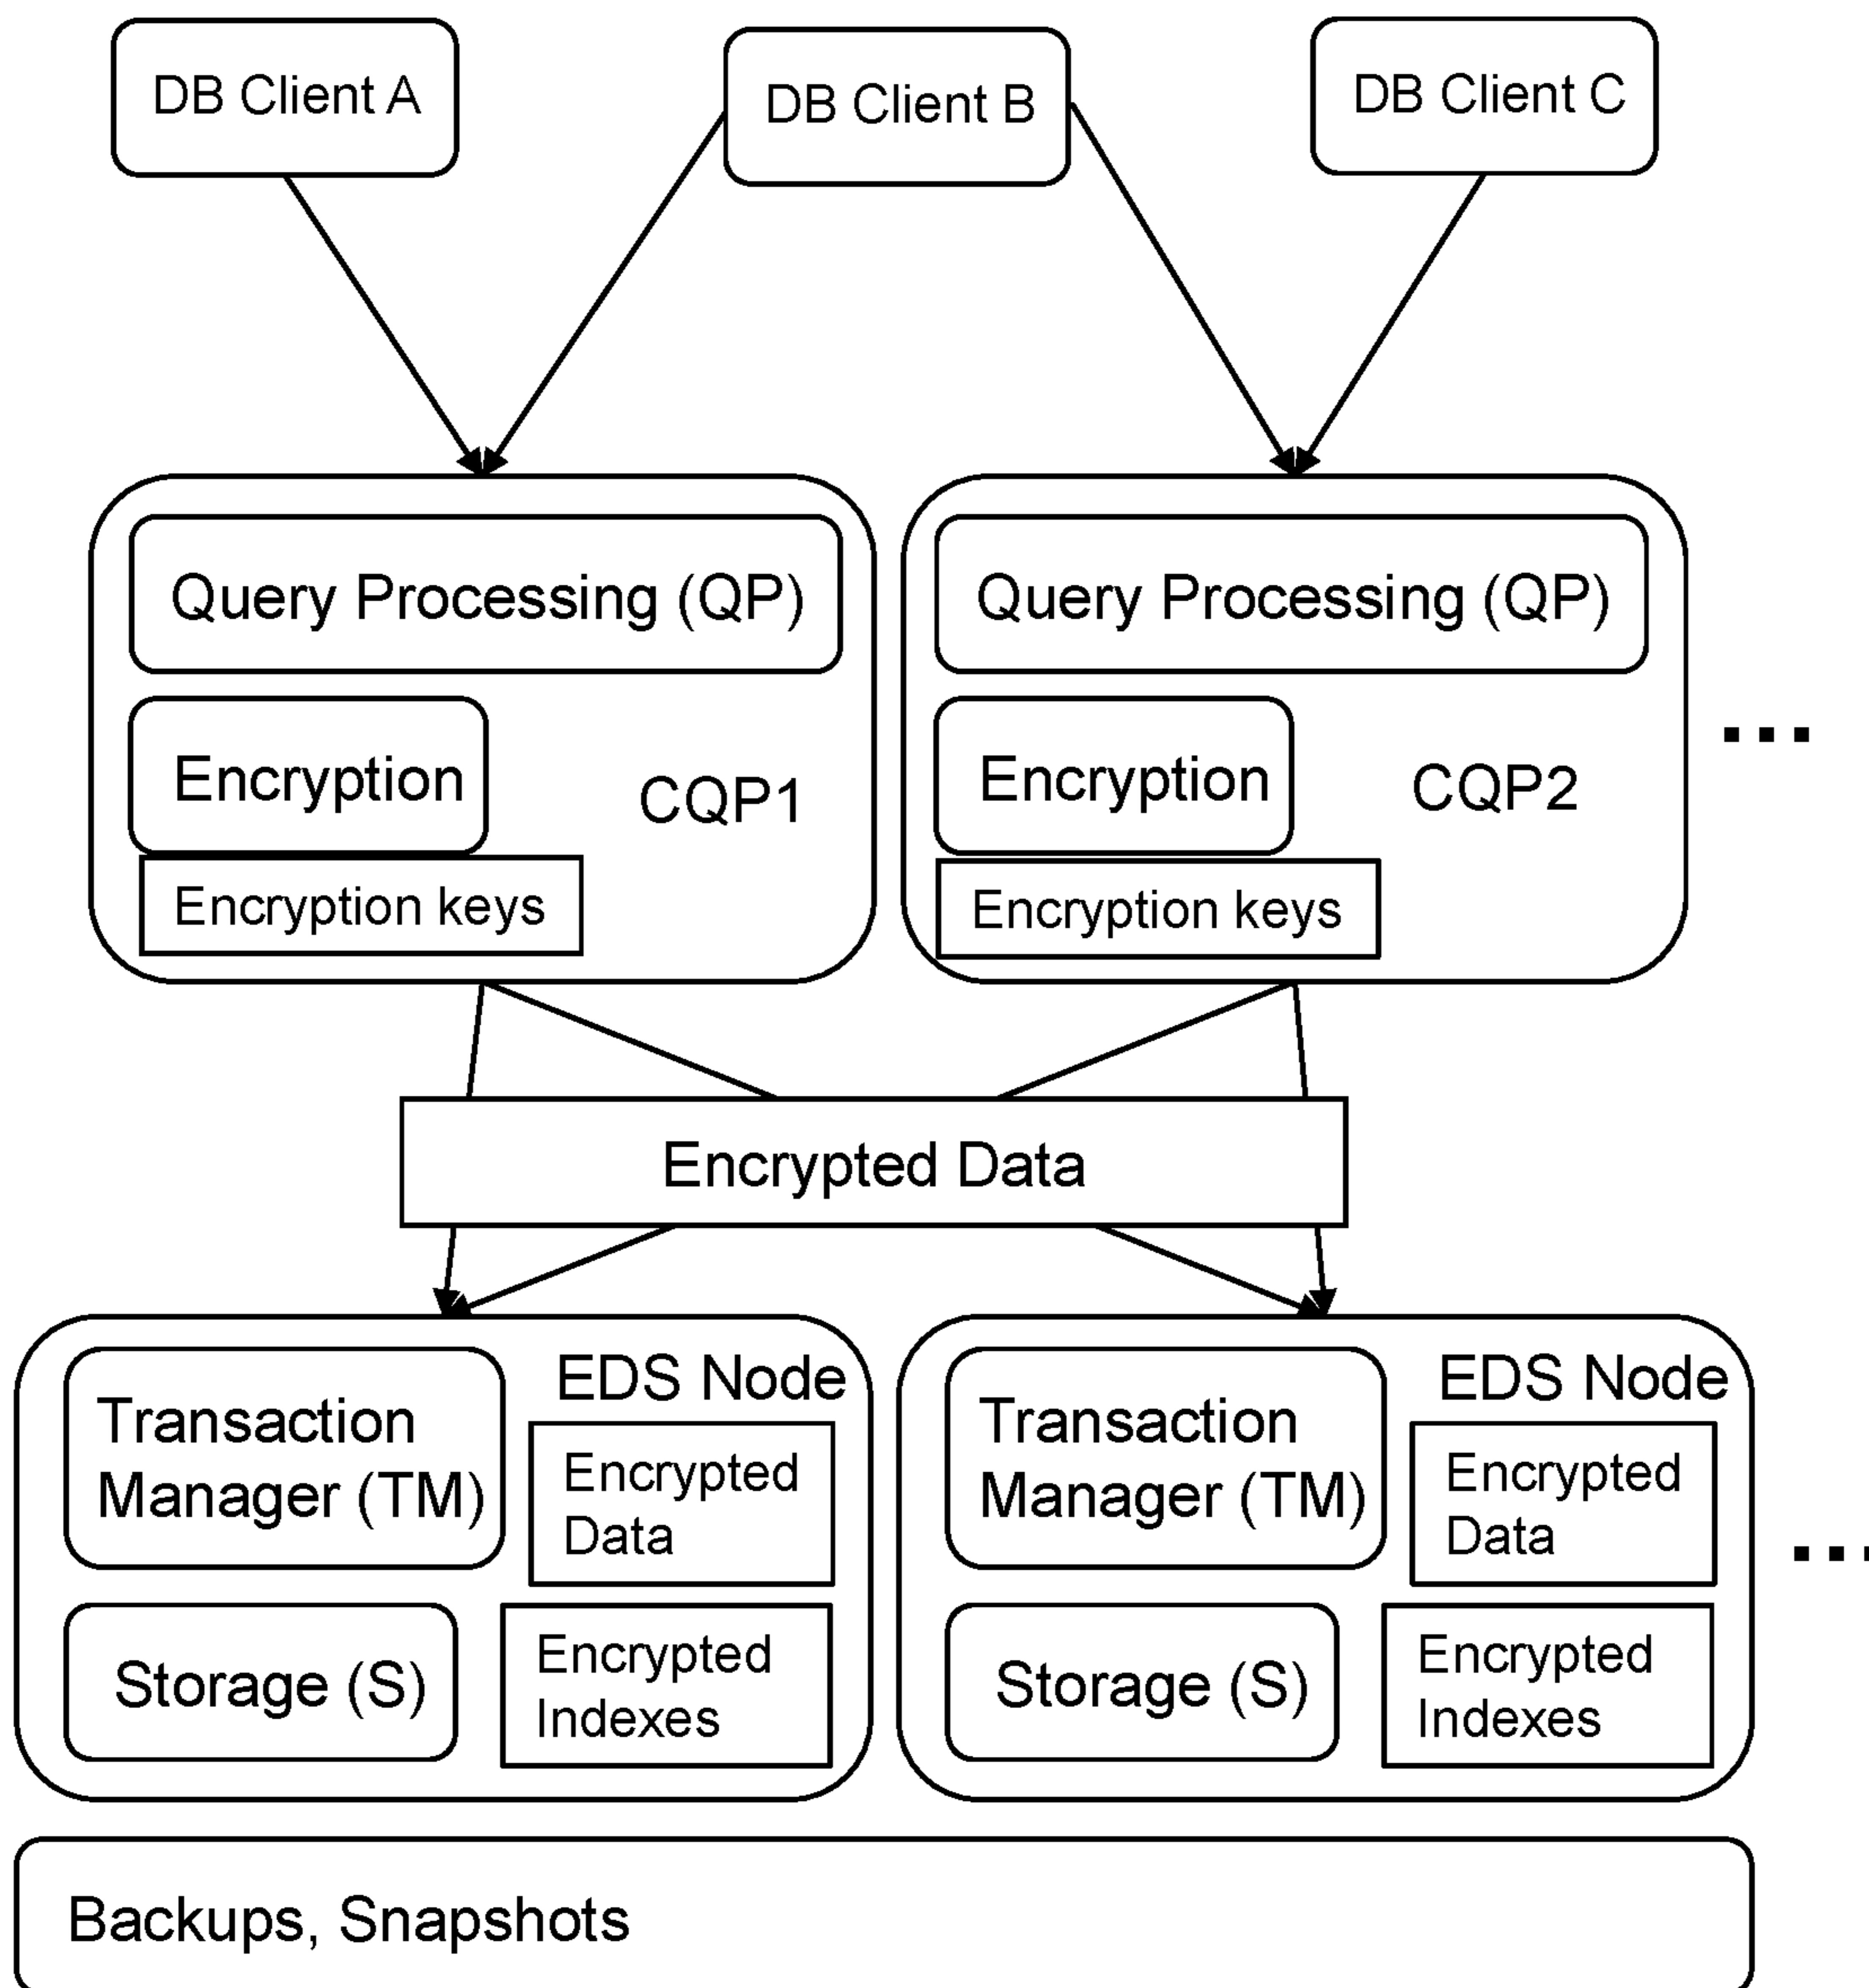 DB Client A
DB Client B
DB Client C
Query Processing (QP)
Encryption
CQP1
Encryption keys
Query Processing (QP)
Encryption
CQP2
Encryption keys
...
Encrypted Data
EDS Node
Transaction
Manager (TM)
Encrypted
Data
Storage (S)
Encrypted
Indexes
EDS Node
Transaction
Manager (TM)
Encrypted
Data
Storage (S)
Encrypted
Indexes
...
Backups, Snapshots